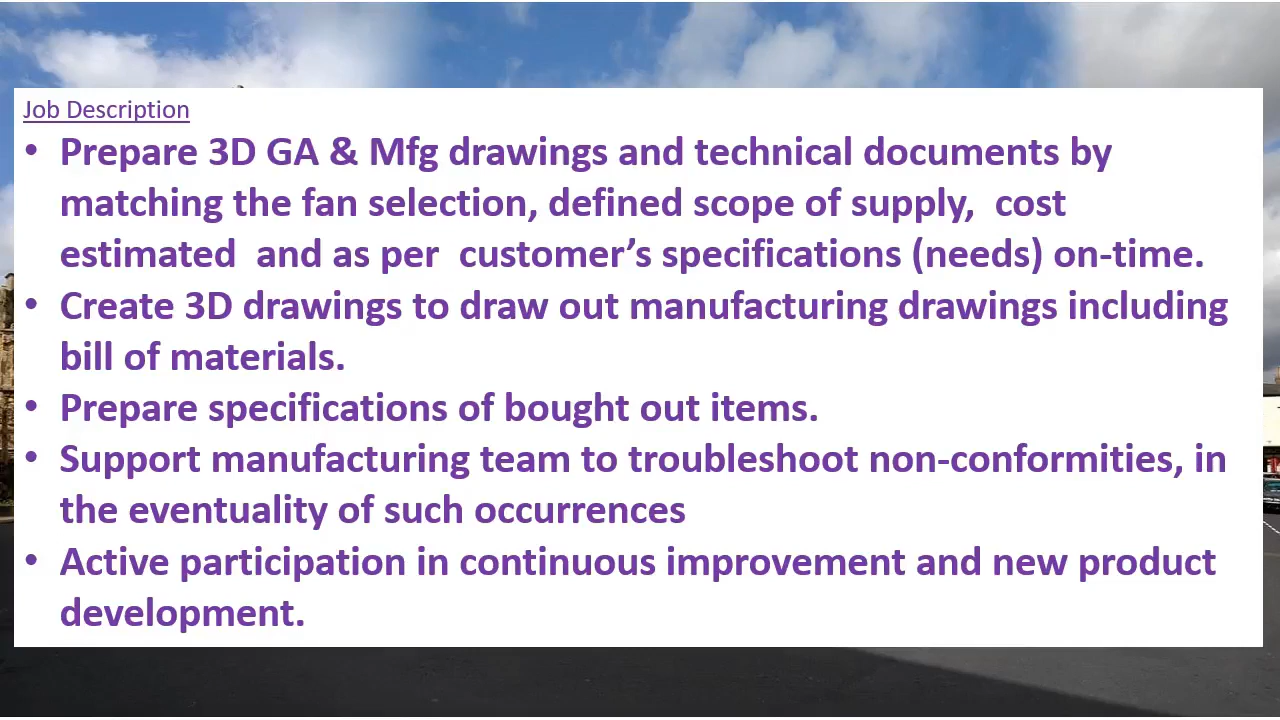 Job Description
• Prepare 3D GA & Mfg drawings and technical documents by
matching the fan selection, defined scope of supply,  cost
estimated  and as per  customer’s specifications (needs) on-time.
• Create 3D drawings to draw out manufacturing drawings including
bill of materials.
• Prepare specifications of bought out items.
• Support manufacturing team to troubleshoot non-conformities, in
the eventuality of such occurrences
• Active participation in continuous improvement and new product
development.